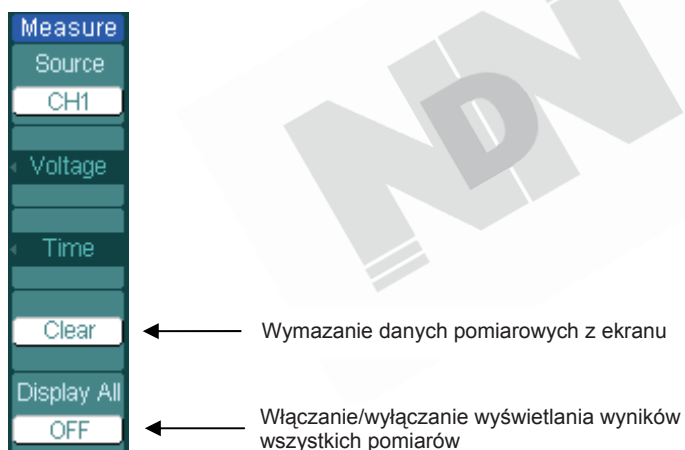 Measure
Source
CH1
Voltage
Time
Clear
Wymazanie danych pomiarowych z ekranu
Display All
OFF
Włączanie/wyłączanie wyświetlania wyników
wszystkich pomiarów
NDN